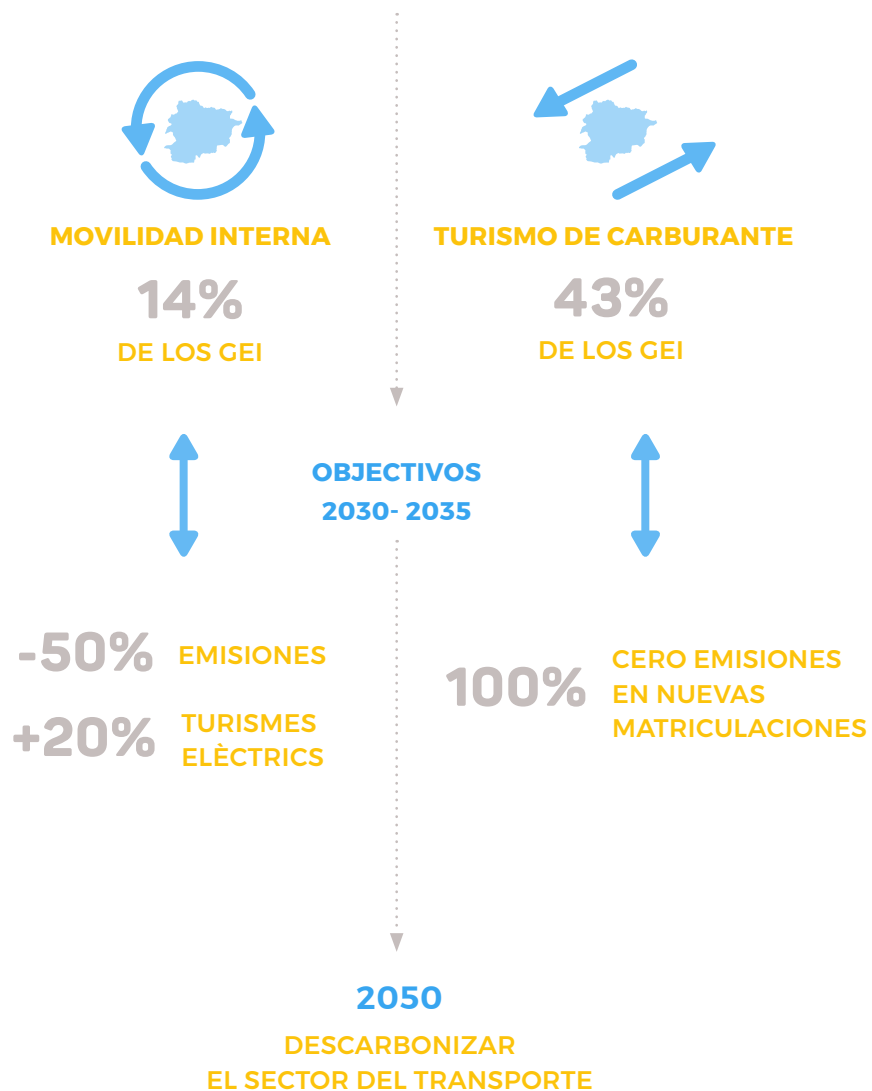 MOVILIDAD INTERNA
14%
DE LOS GEI
TURISMO DE CARBURANTE
43%
DE LOS GEI
OBJECTIVOS
2030- 2035
-50% EMISIONES
+20% TURISMES
ELÈCTRICS
100% CERO EMISIONES
EN NUEVAS
MATRICULACIONES
2050
DESCARBONIZAR
EL SECTOR DEL TRANSPORTE